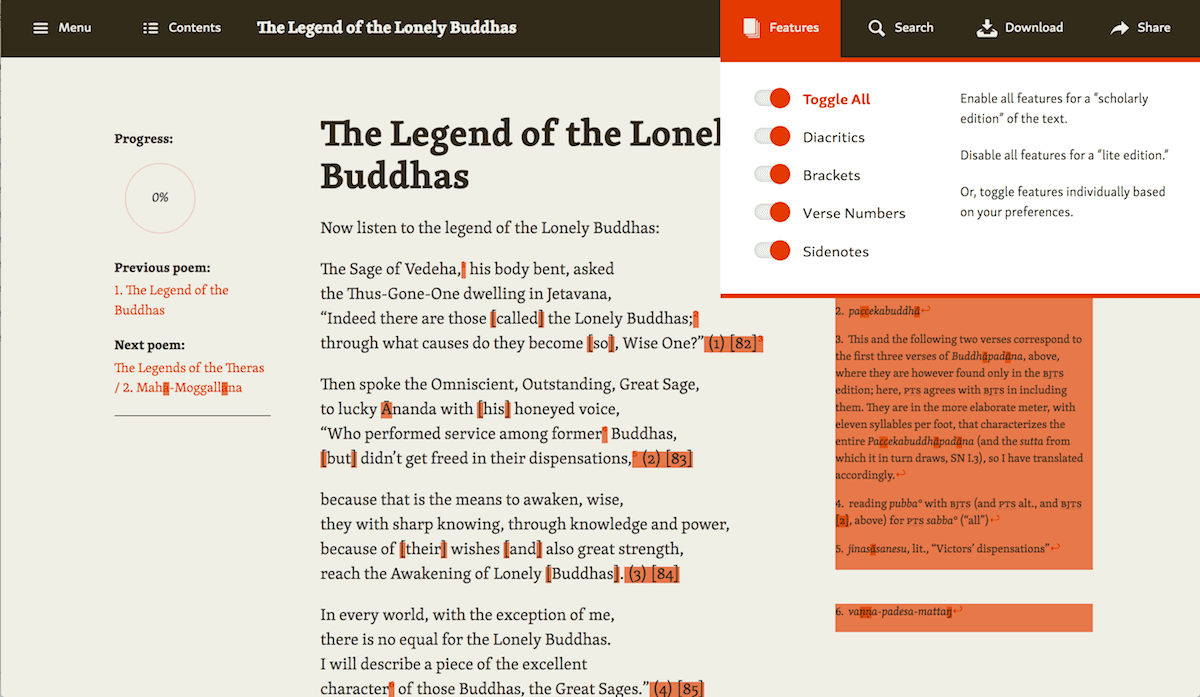 Menu
Contents
The Legend of the Lonely Buddhas
Features
Search
Download
Share
Toggle All
Diacritics
Brackets
Verse Numbers
Sidenotes
Enable all features for a “scholarly
edition” of the text.
Disable all features for a “lite edition.”
Or, toggle features individually based
on your preferences.
Progress:
0%
Previous poem:
1. The Legend of the
Buddhas
Next poem:
The Legends of the Theras
/ 2. Mahā-Moggallāna
The Legend of the Lonel
Buddhas
Now listen to the legend of the Lonely Buddhas:
The Sage of Vedeha, his body bent, asked
the Thus-Gone-One dwelling in Jetavana,
“Indeed there are those [called] the Lonely Buddhas;²
through what causes do they become [so], Wise One?” (1) [82]³
Then spoke the Omniscient, Outstanding, Great Sage,
to lucky Ānanda with [his] honeyed voice,
“Who performed service among former⁴ Buddhas,
[but] didn’t get freed in their dispensations,⁵ (2) [83]
because that is the means to awaken, wise,
they with sharp knowing, through knowledge and power,
because of [their] wishes [and] also great strength,
reach the Awakening of Lonely [Buddhas]. (3) [84]
In every world, with the exception of me,
there is no equal for the Lonely Buddhas.
I will describe a piece of the excellent
character⁶ of those Buddhas, the Great Sages.” (4) [85]
2. paccekabuddhā↩
3. This and the following two verses correspond to
the first three verses of Buddhāpadāna, above,
where they are however found only in the BJTS
edition; here, PTS agrees with BJTS in including
them. They are in the more elaborate meter, with
eleven syllables per foot, that characterizes the
entire Paccekabuddhāpadāna (and the sutta from
which it in turn draws, SN I.3), so I have translated
accordingly.↩
4. reading pubba° with BJTS (and PTS alt., and BJTS
[2], above) for PTS sabba° (“all”)↩
5. jinasāsanesu, lit., “Victors’ dispensations”↩
6. vaṇṇa-padesa-mattaŋ↩